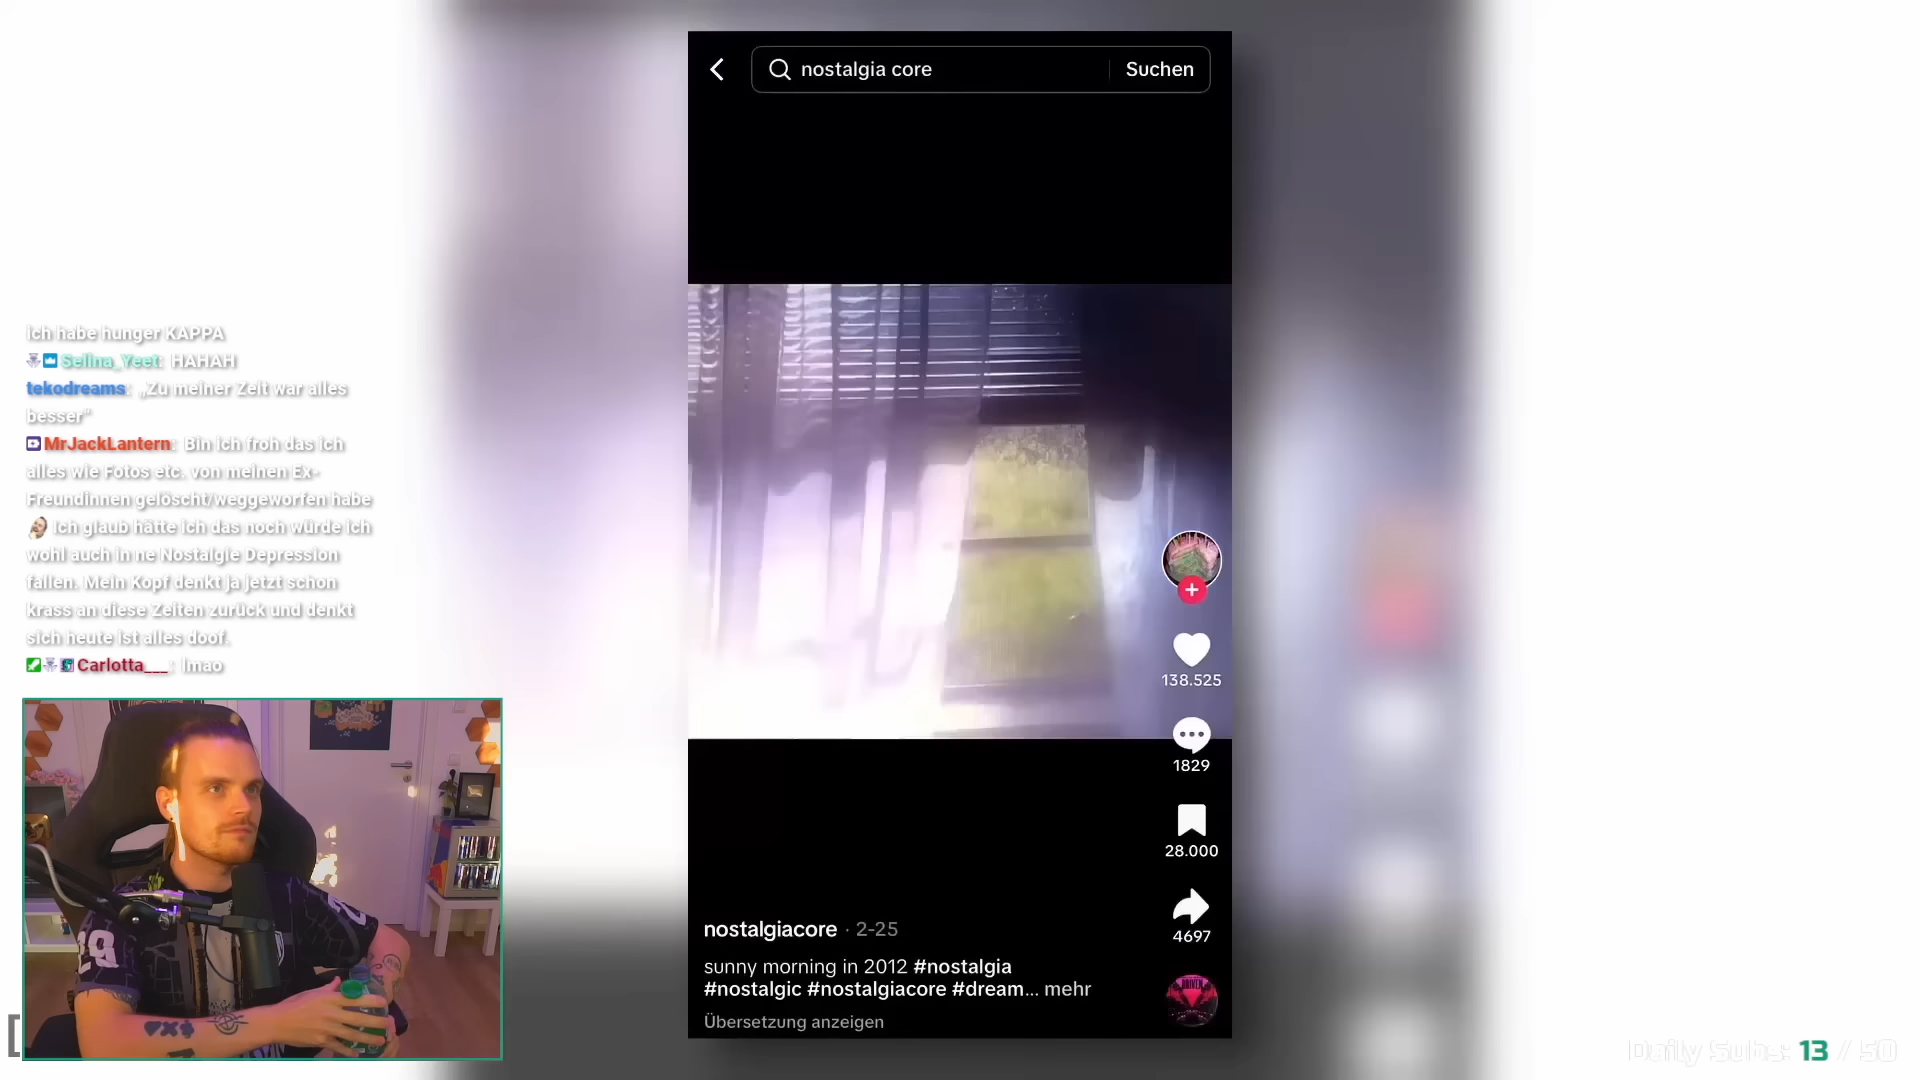 nostalgia core
Suchen
Ich habe hunger KAPPA
Selina_Yeet: HAHAH
tekodreams: „Zu meiner Zeit war alles
besser“
MrJackLantern: Bin ich froh das ich
alles wie Fotos etc. von meinen Ex-
Freundinnen gelöscht/weggeworfen habe
Ich glaub hätte ich das noch würde ich
wohl auch in ne Nostalgie Depression
fallen. Mein Kopf denkt ja jetzt schon
krass an diese Zeiten zurück und denkt
sich heute ist alles doof.
Carlotta___: lmao
138.525
1829
28.000
4697
nostalgiacore · 2-25
sunny morning in 2012 #nostalgia
#nostalgic #nostalgiacore #dream... mehr
Übersetzung anzeigen
Daily Subs: 13 / 50